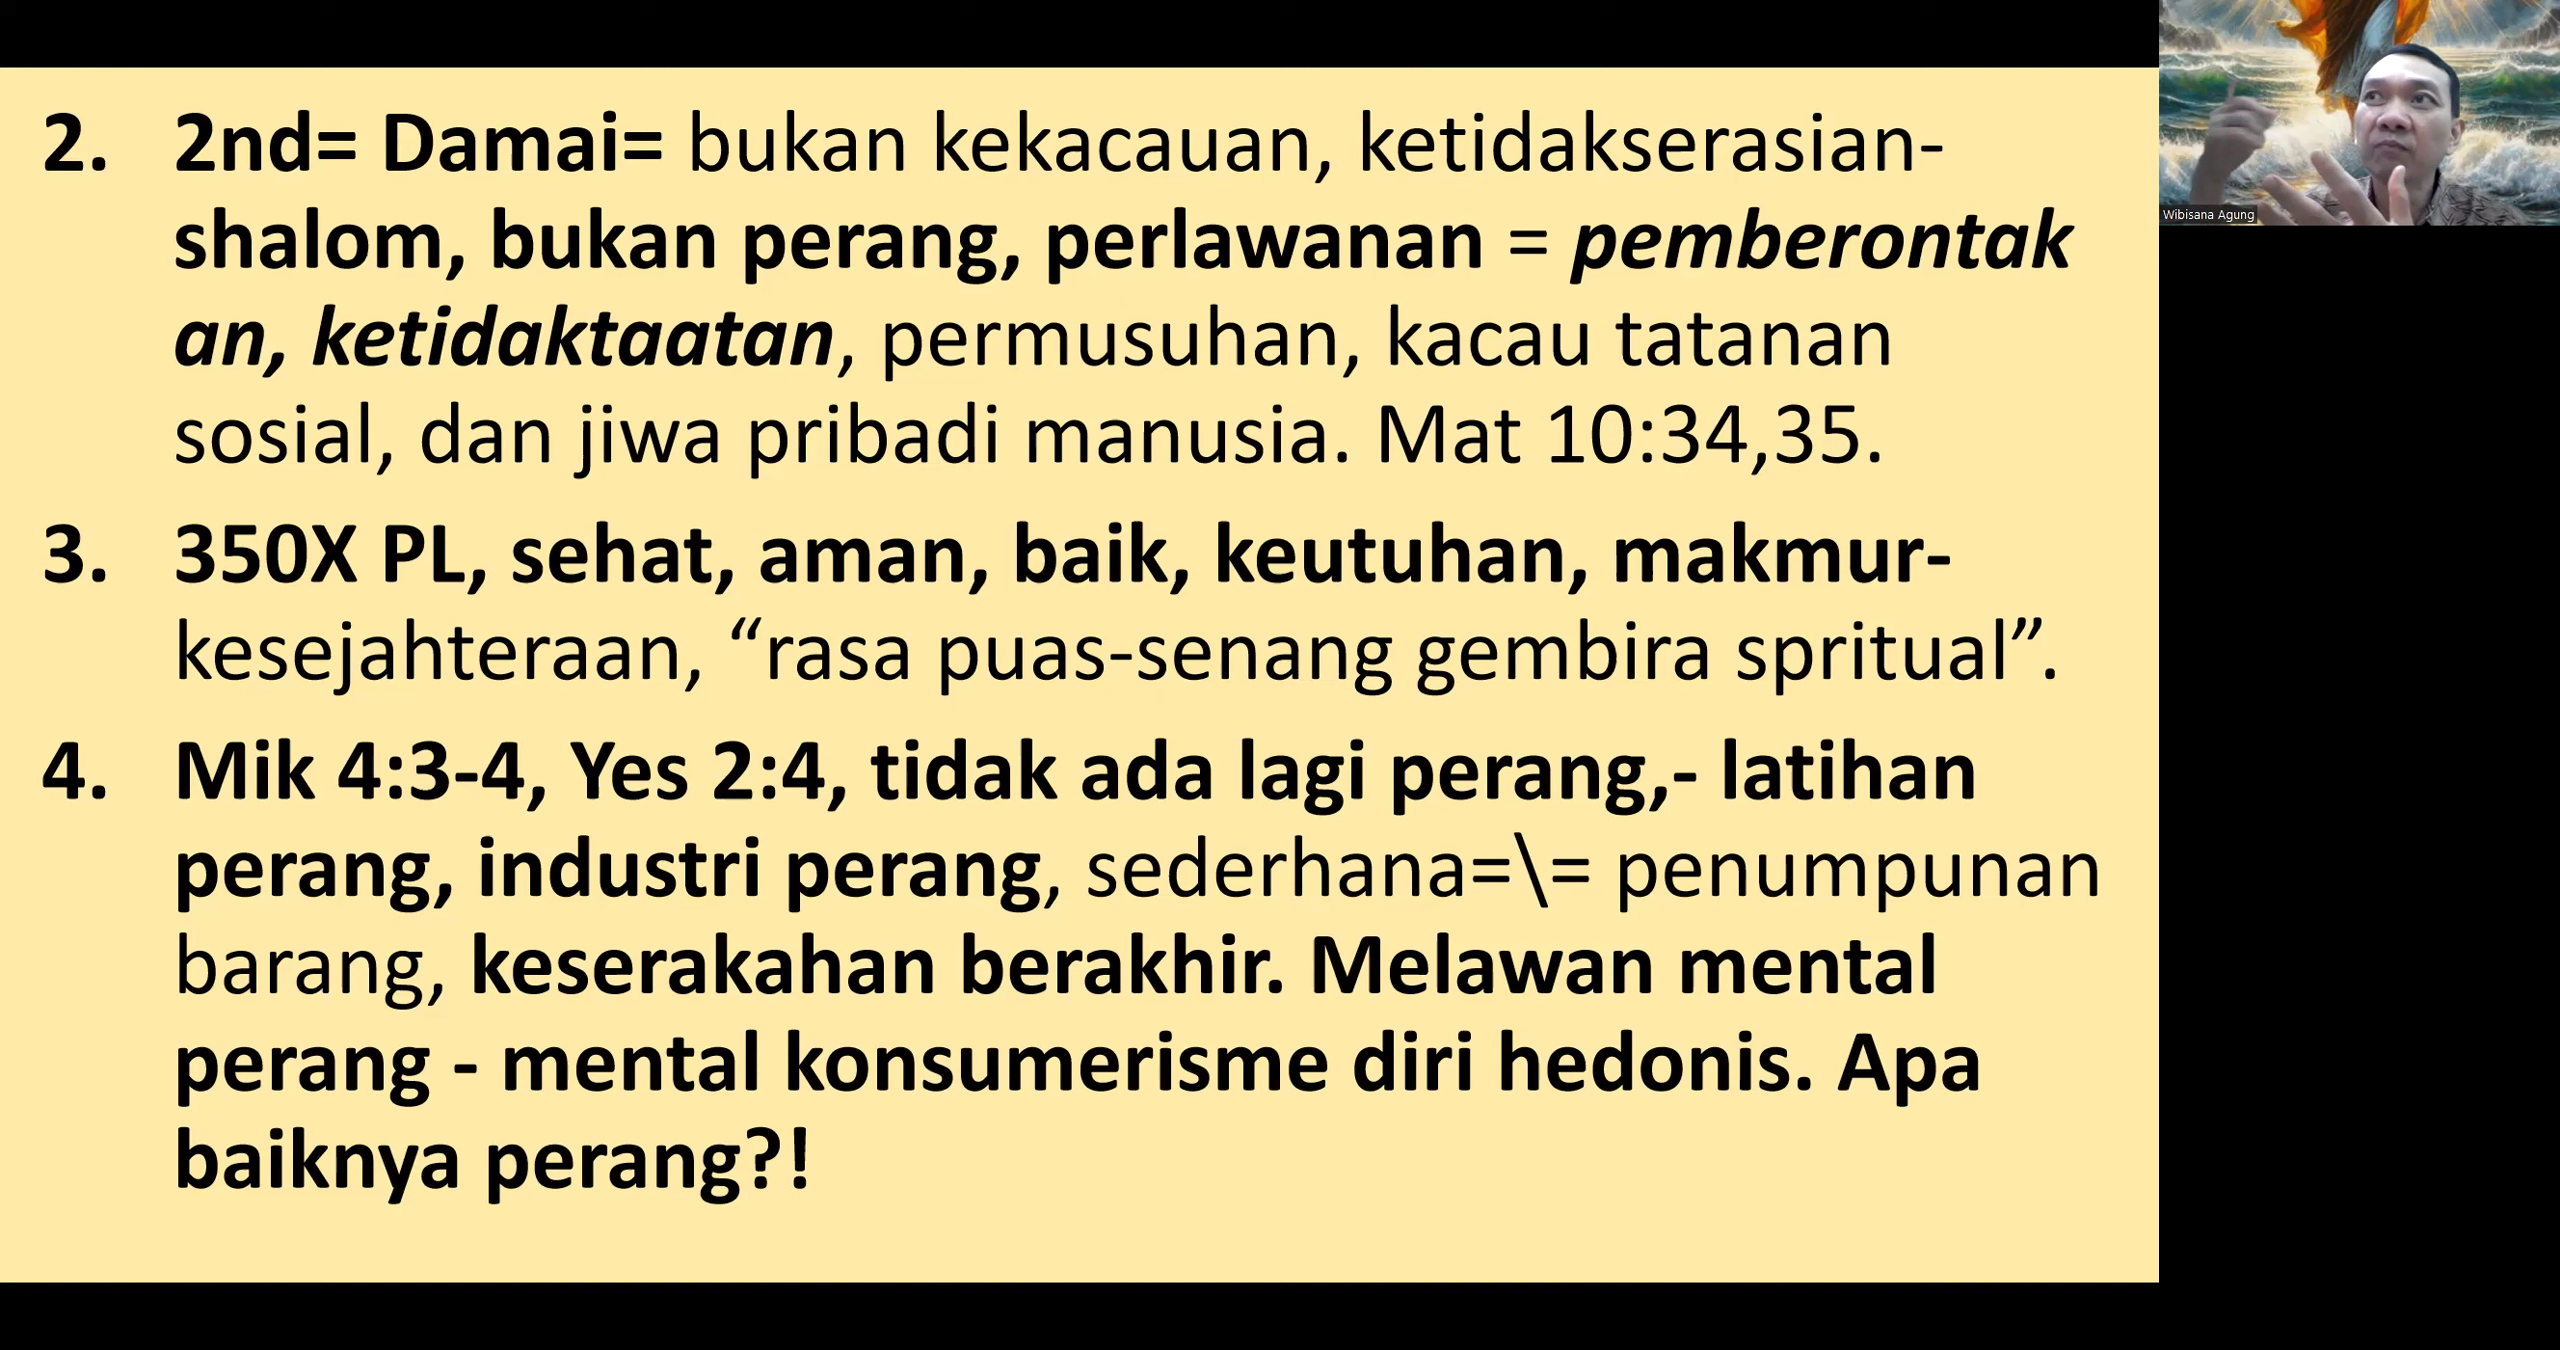 2. 2nd= Damai= bukan kekacauan, ketidakserasian-
shalom, bukan perang, perlawanan = pemberontak
an, ketidaktaatan, permusuhan, kacau tatanan
sosial, dan jiwa pribadi manusia. Mat 10:34,35.
3. 350X PL, sehat, aman, baik, keutuhan, makmur-
kesejahteraan, “rasa puas-senang gembira spritual”.
4. Mik 4:3-4, Yes 2:4, tidak ada lagi perang,- latihan
perang, industri perang, sederhana=\= penumpunan
barang, keserakahan berakhir. Melawan mental
perang - mental konsumerisme diri hedonis. Apa
baiknya perang?!
Wibisana Agung